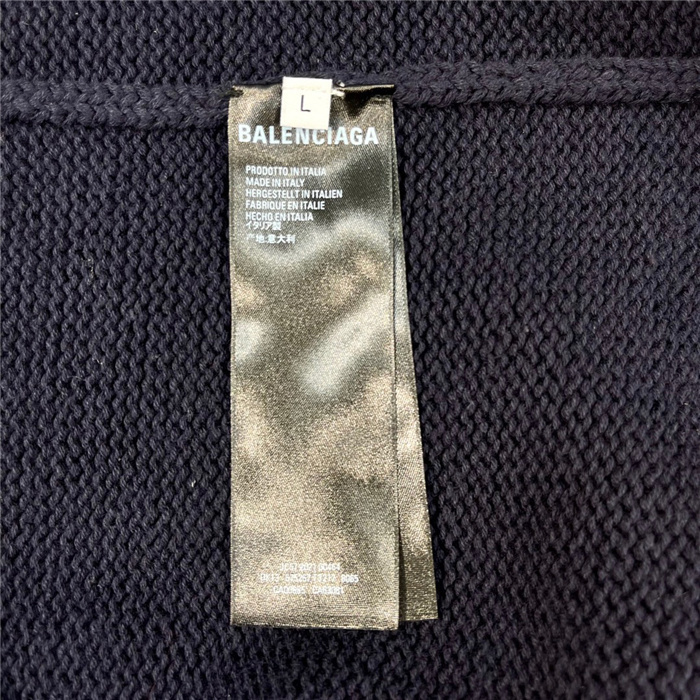 L
BALENCIAGA
PRODOTTO IN ITALIA
MADE IN ITALY
HERGESTELLT IN ITALIEN
FABRIQUE EN ITALIE
HECHO EN ITALIA
イタリア製
产地:意大利